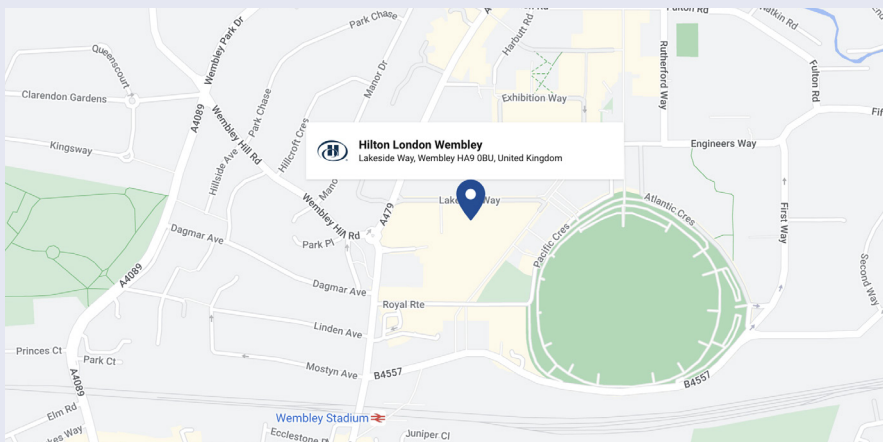 Park Chase
Fulton Rd
Watkin Rd
Wembley Park Dr
Harbutt Rd
Rutherford Way
Queenscourt
Manor Dr
Fulton Rd
Clarendon Gardens
Park Chase
Exhibition Way
A4089
Wembley Hill Rd
Kingsway
Hillcroft Cres
Engineers Way
Hilton London Wembley
Lakeside Way, Wembley HA9 0BU, United Kingdom
Hillside Ave
Wembley Hill Rd
A479
Atlantic Cres
First Way
Dagmar Ave
Park Pl
Pacific Cres
A4089
Dagmar Ave
Second Way
Royal Rte
Linden Ave
Princes Ct
Park Ct
Mostyn Ave
B4557
B4557
A4089
Elm Rd
Wembley Stadium
Juniper Cl